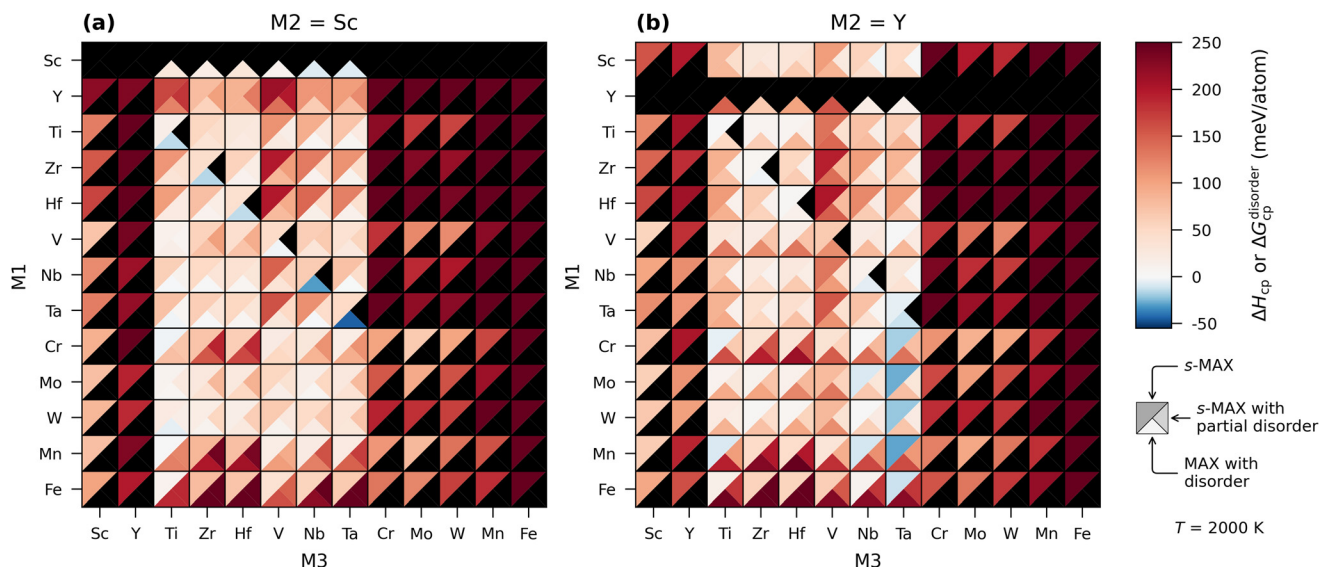 (a) M2 = Sc
(b) M2 = Y
M1
Sc
Y
Ti
Zr
Hf
V
Nb
Ta
Cr
Mo
W
Mn
Fe
Sc Y Ti Zr Hf V Nb Ta Cr Mo W Mn Fe
M3
M1
Sc
Y
Ti
Zr
Hf
V
Nb
Ta
Cr
Mo
W
Mn
Fe
Sc Y Ti Zr Hf V Nb Ta Cr Mo W Mn Fe
M3
250
200
150
100
50
0
-50
ΔHcp or ΔGcp^disorder (meV/atom)
s-MAX
s-MAX with
partial disorder
MAX with
disorder
T = 2000 K